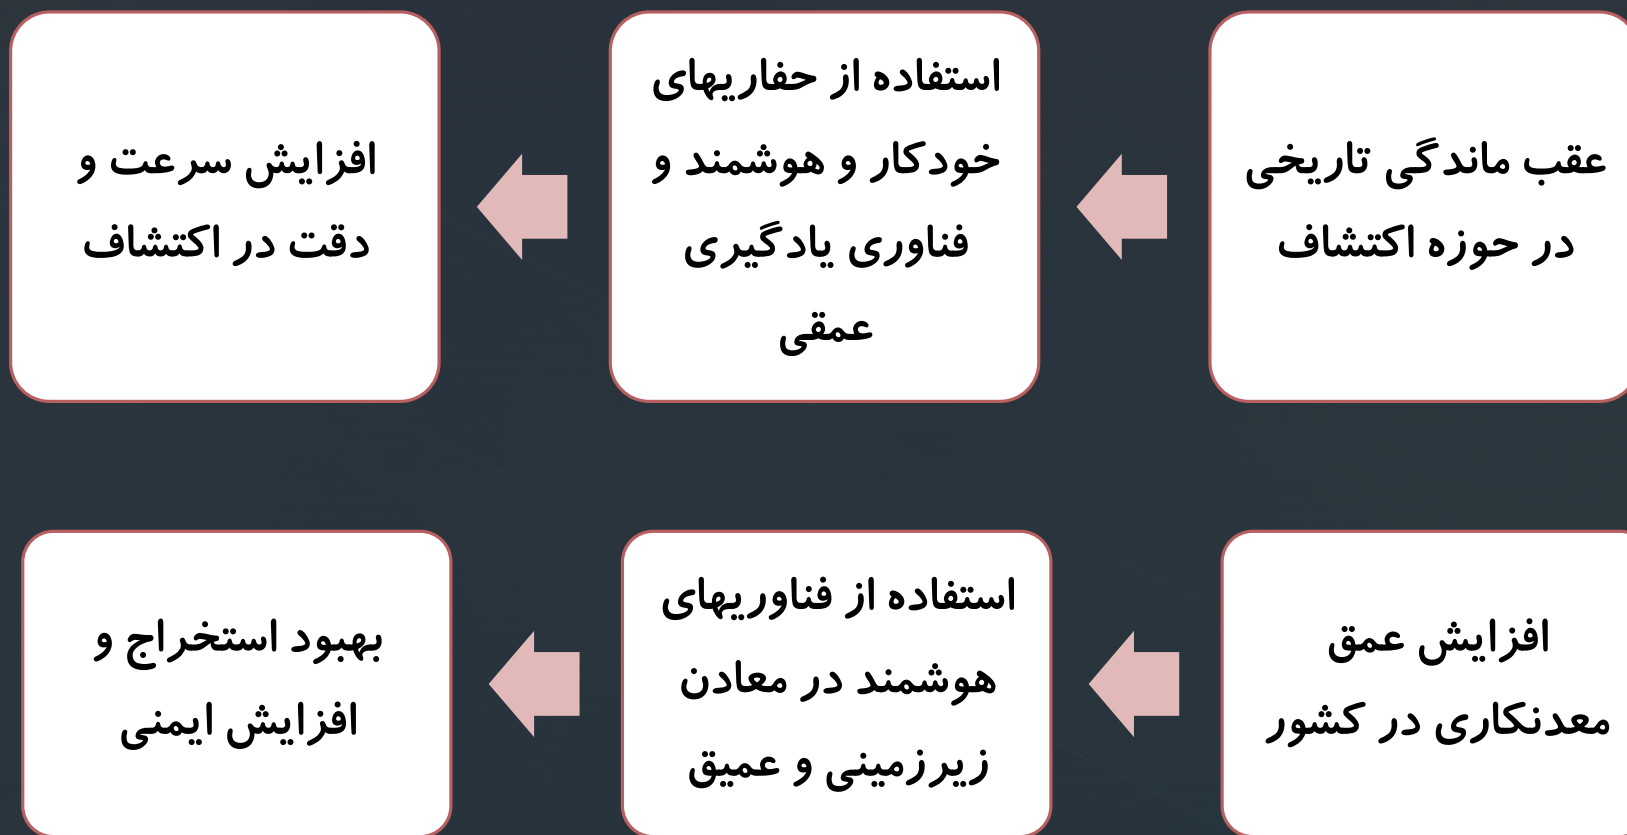 عقب ماندگی تاریخی
در حوزه اکتشاف
استفاده از حفاریهای
خودکار و هوشمند و
فناوری یادگیری
عمقی
افزایش سرعت و
دقت در اکتشاف
افزایش عمق
معدنکاری در کشور
استفاده از فناوریهای
هوشمند در معادن
زیرزمینی و عمیق
بهبود استخراج و
افزایش ایمنی